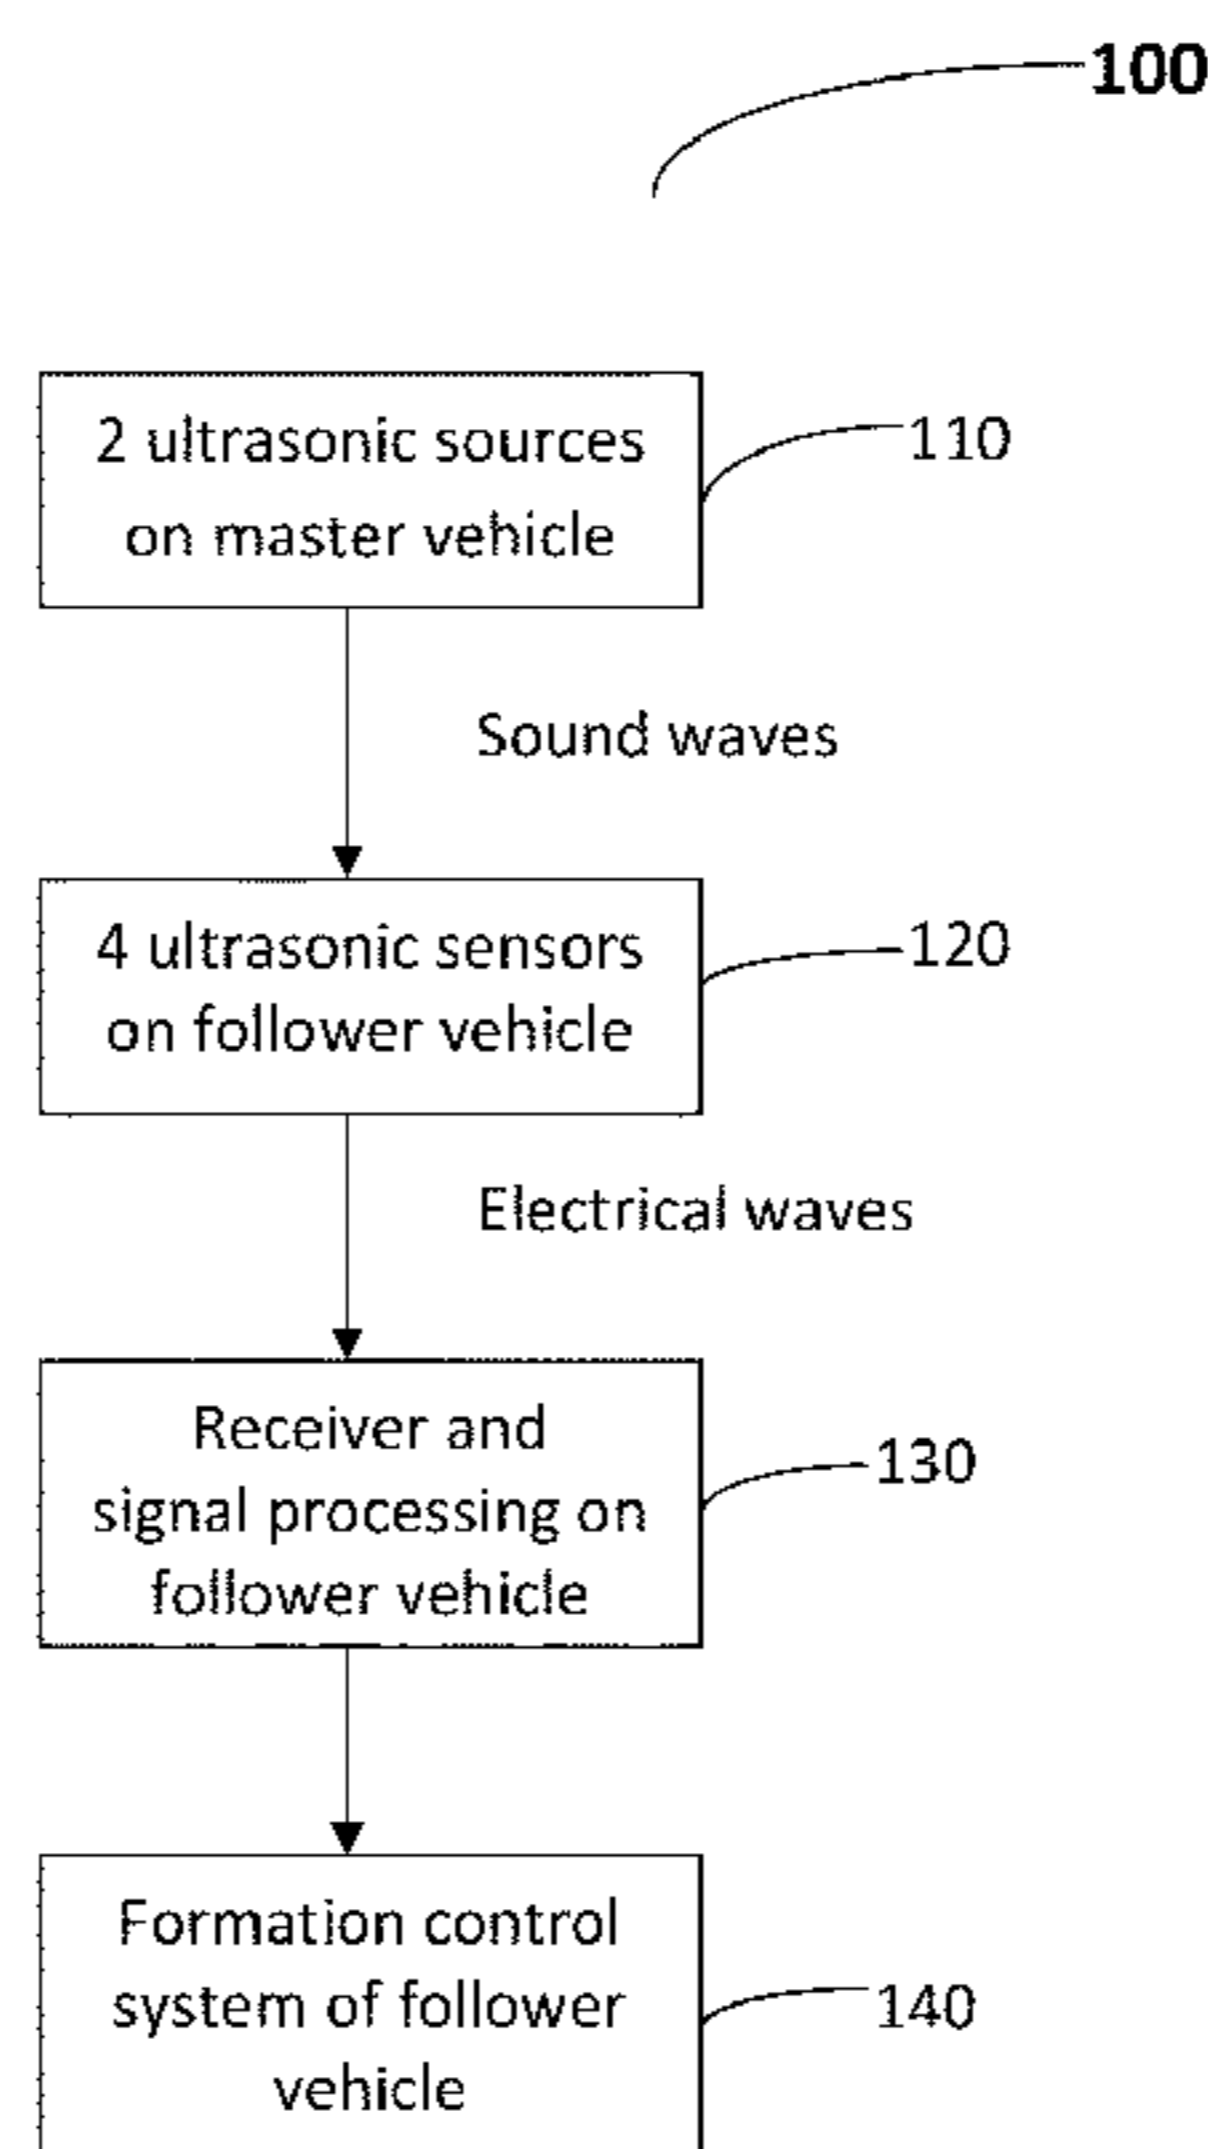 100
2 ultrasonic sources
on master vehicle
110
Sound waves
4 ultrasonic sensors
on follower vehicle
120
Electrical waves
Receiver and
signal processing on
follower vehicle
130
Formation control
system of follower
vehicle
140